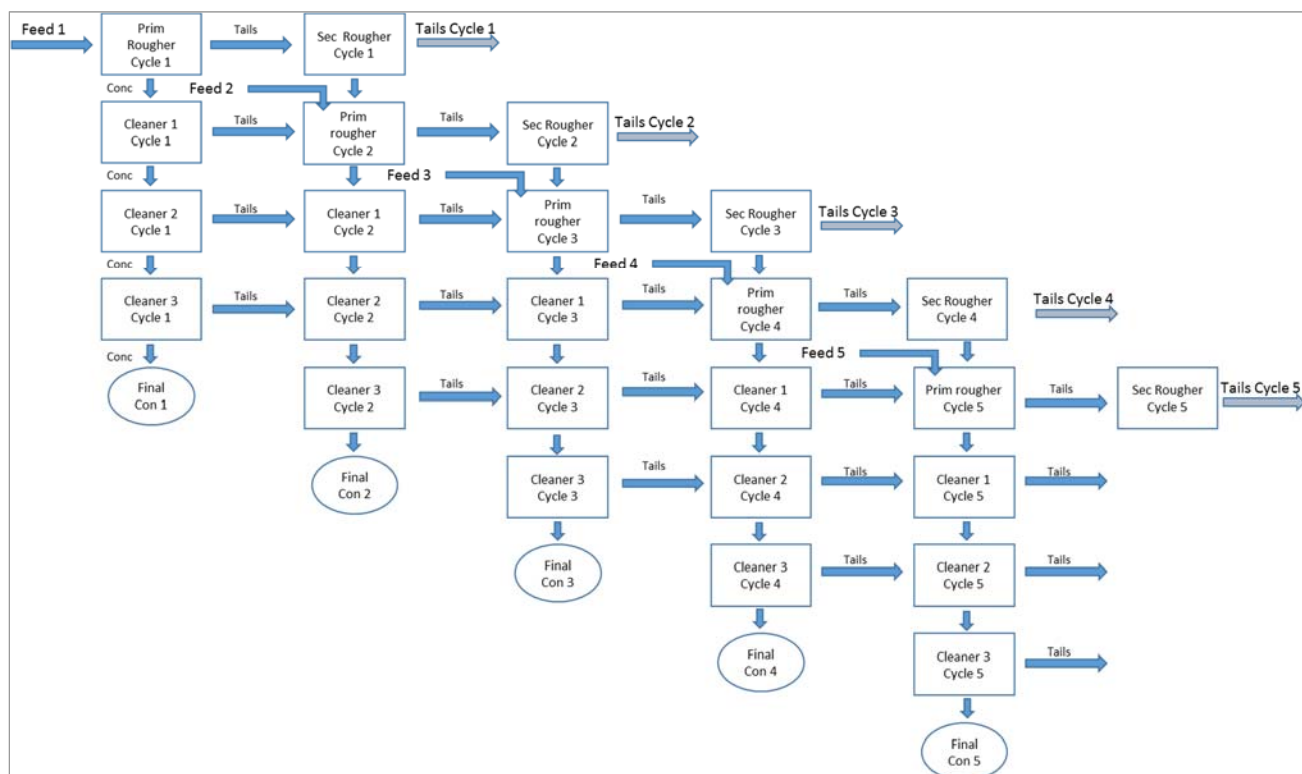 Feed 1
Prim
Rougher
Cycle 1
Tails
Sec Rougher
Cycle 1
Tails Cycle 1
Conc
Feed 2
Cleaner 1
Cycle 1
Tails
Prim
rougher
Cycle 2
Tails
Sec Rougher
Cycle 2
Tails Cycle 2
Conc
Feed 3
Cleaner 2
Cycle 1
Tails
Cleaner 1
Cycle 2
Tails
Prim
rougher
Cycle 3
Tails
Sec Rougher
Cycle 3
Tails Cycle 3
Conc
Feed 4
Cleaner 3
Cycle 1
Tails
Cleaner 2
Cycle 2
Tails
Cleaner 1
Cycle 3
Tails
Prim
rougher
Cycle 4
Tails
Sec Rougher
Cycle 4
Tails Cycle 4
Conc
Feed 5
Final
Con 1
Cleaner 3
Cycle 2
Tails
Cleaner 2
Cycle 3
Tails
Cleaner 1
Cycle 4
Tails
Prim rougher
Cycle 5
Tails
Sec Rougher
Cycle 5
Tails Cycle 5
Final
Con 2
Cleaner 3
Cycle 3
Tails
Cleaner 2
Cycle 4
Tails
Cleaner 1
Cycle 5
Tails
Final
Con 3
Cleaner 3
Cycle 4
Tails
Cleaner 2
Cycle 5
Tails
Final
Con 4
Cleaner 3
Cycle 5
Tails
Final
Con 5